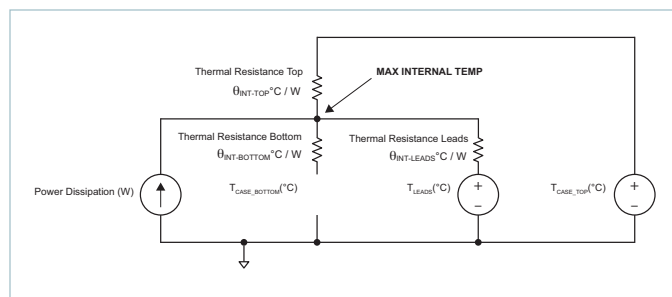 Thermal Resistance Top
MAX INTERNAL TEMP
θINT-TOP°C / W
Thermal Resistance Bottom
Thermal Resistance Leads
θINT-BOTTOM°C / W
θINT-LEADS°C / W
Power Dissipation (W)
TCASE_BOTTOM(°C)
TLEADS(°C)
TCASE_TOP(°C)
+
–
+
–